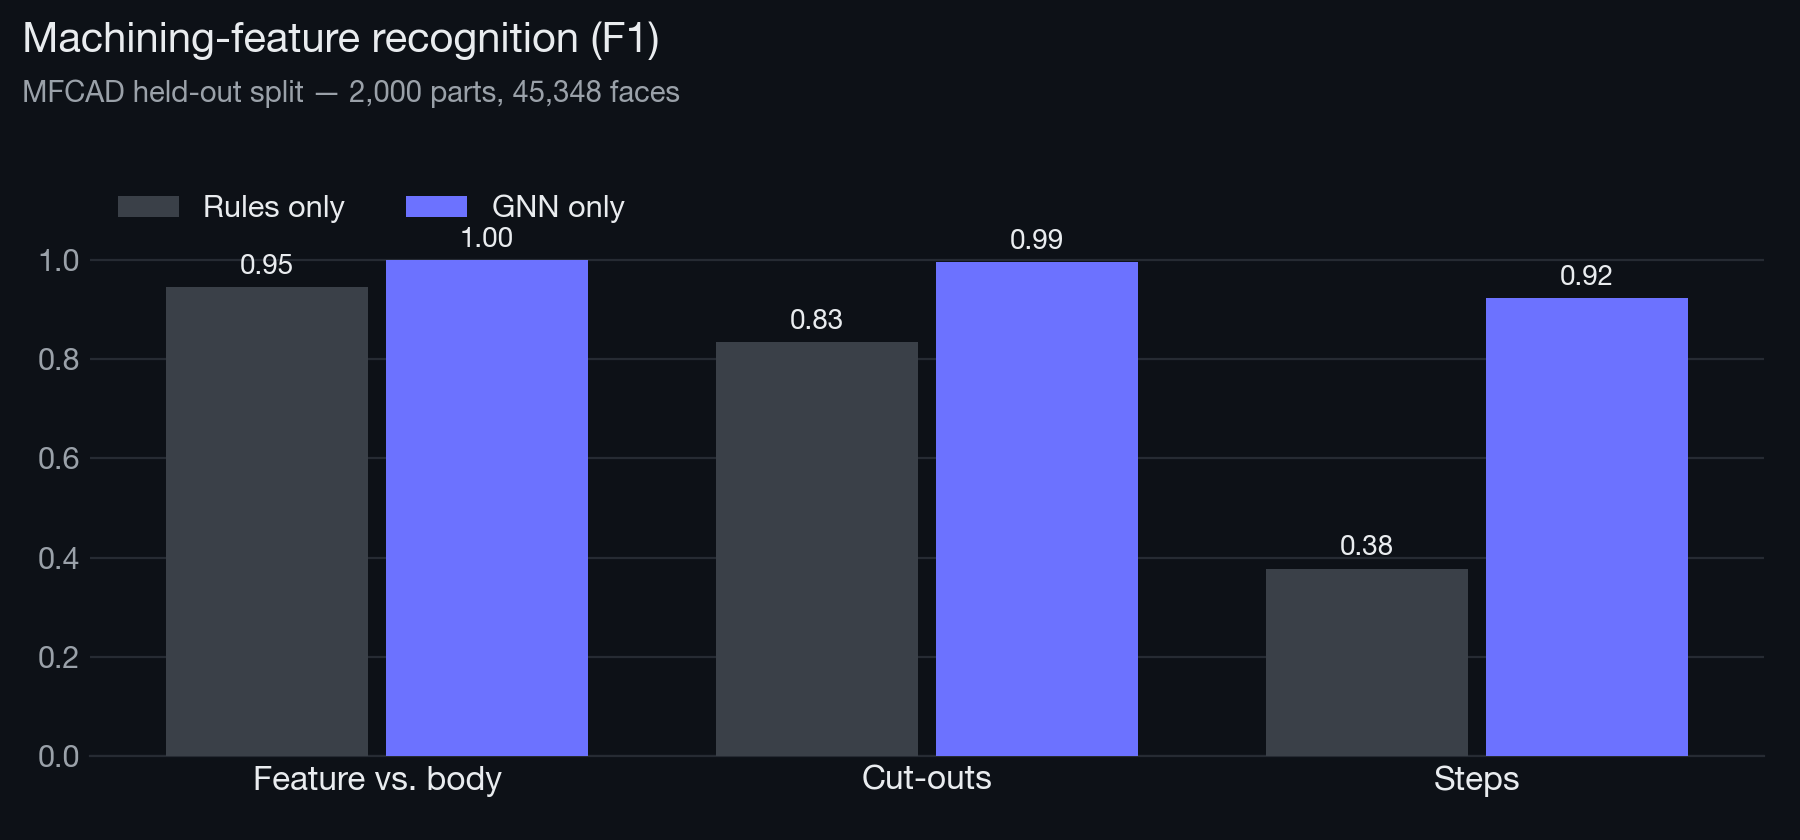 Machining-feature recognition (F1)
MFCAD held-out split — 2,000 parts, 45,348 faces
Rules only
GNN only
1.00
0.99
1.0
0.95
0.92
0.83
0.8
0.6
0.38
0.4
0.2
0.0
Feature vs. body
Cut-outs
Steps